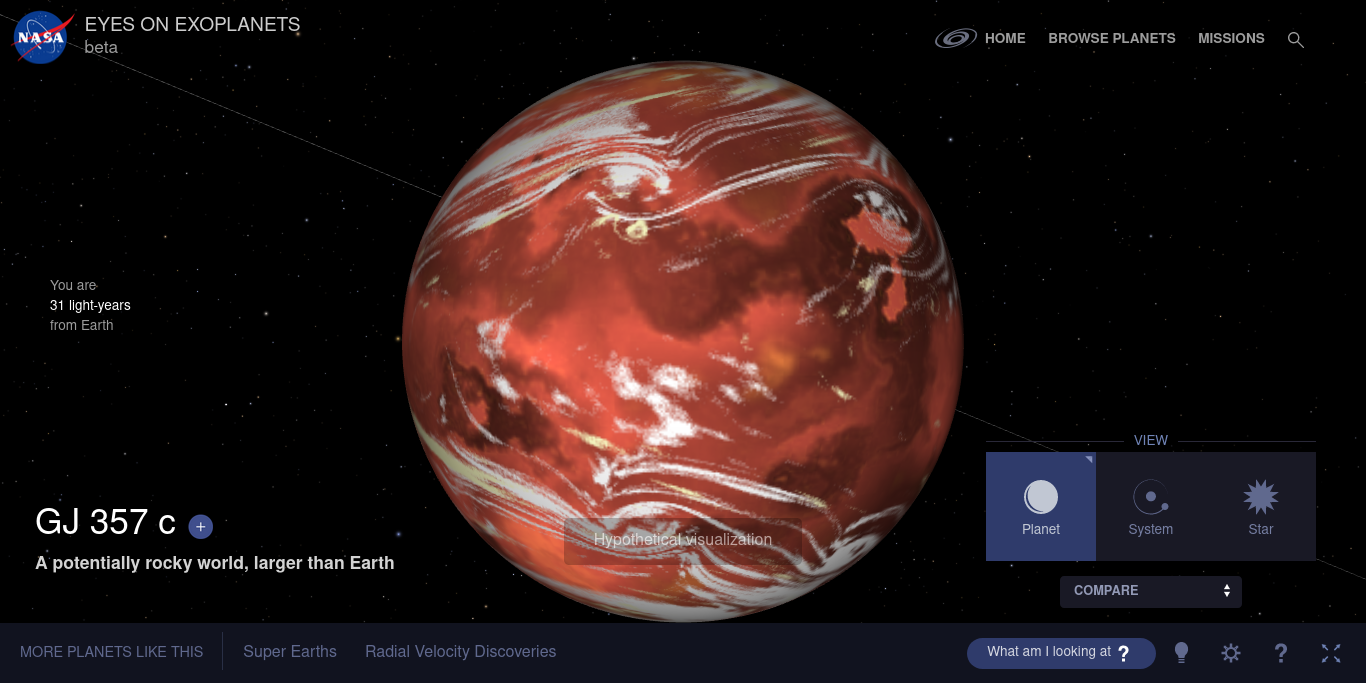 NASA
EYES ON EXOPLANETS
beta
HOME
BROWSE PLANETS
MISSIONS
You are
31 light-years
from Earth
VIEW
Planet
System
Star
GJ 357 c +
A potentially rocky world, larger than Earth
Hypothetical visualization
COMPARE
MORE PLANETS LIKE THIS
Super Earths
Radial Velocity Discoveries
What am I looking at ?
?